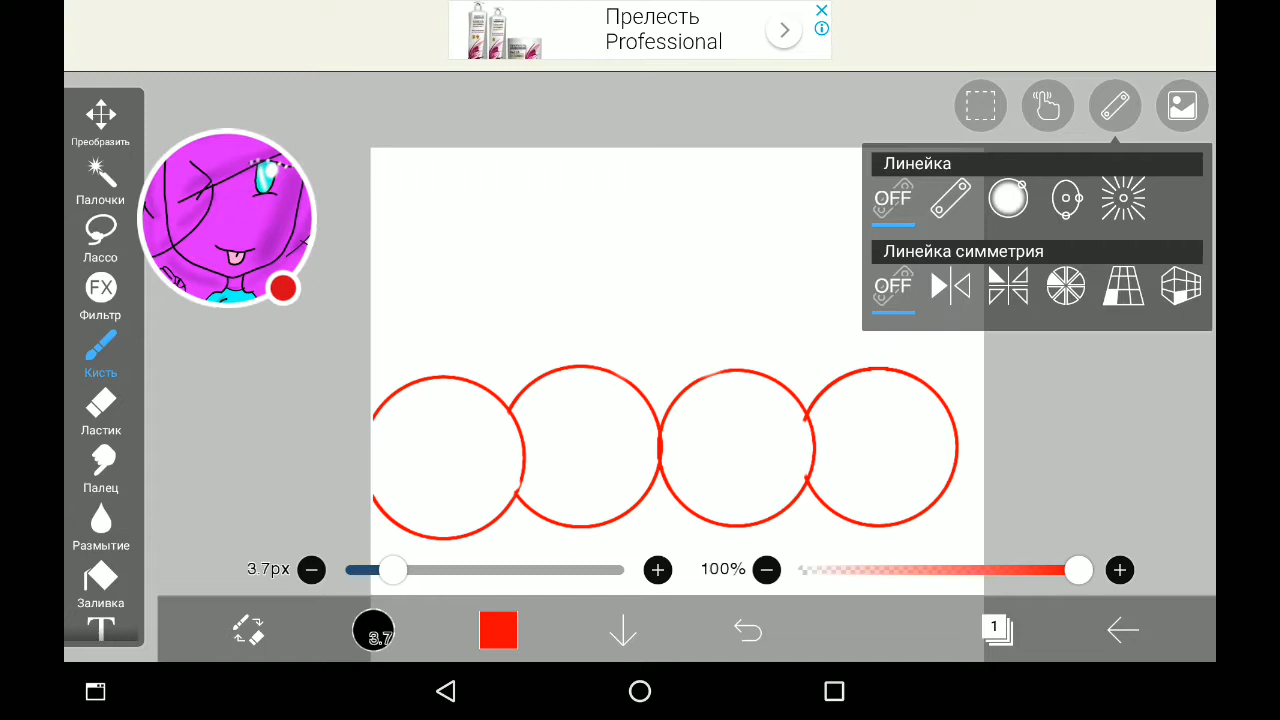 Прелесть
Professional
Преобразить
Палочки
Лассо
FX
Фильтр
Кисть
Ластик
Палец
Размытие
Заливка
T
Линейка
OFF
Линейка симметрия
OFF
3.7px
100%
3.7
1